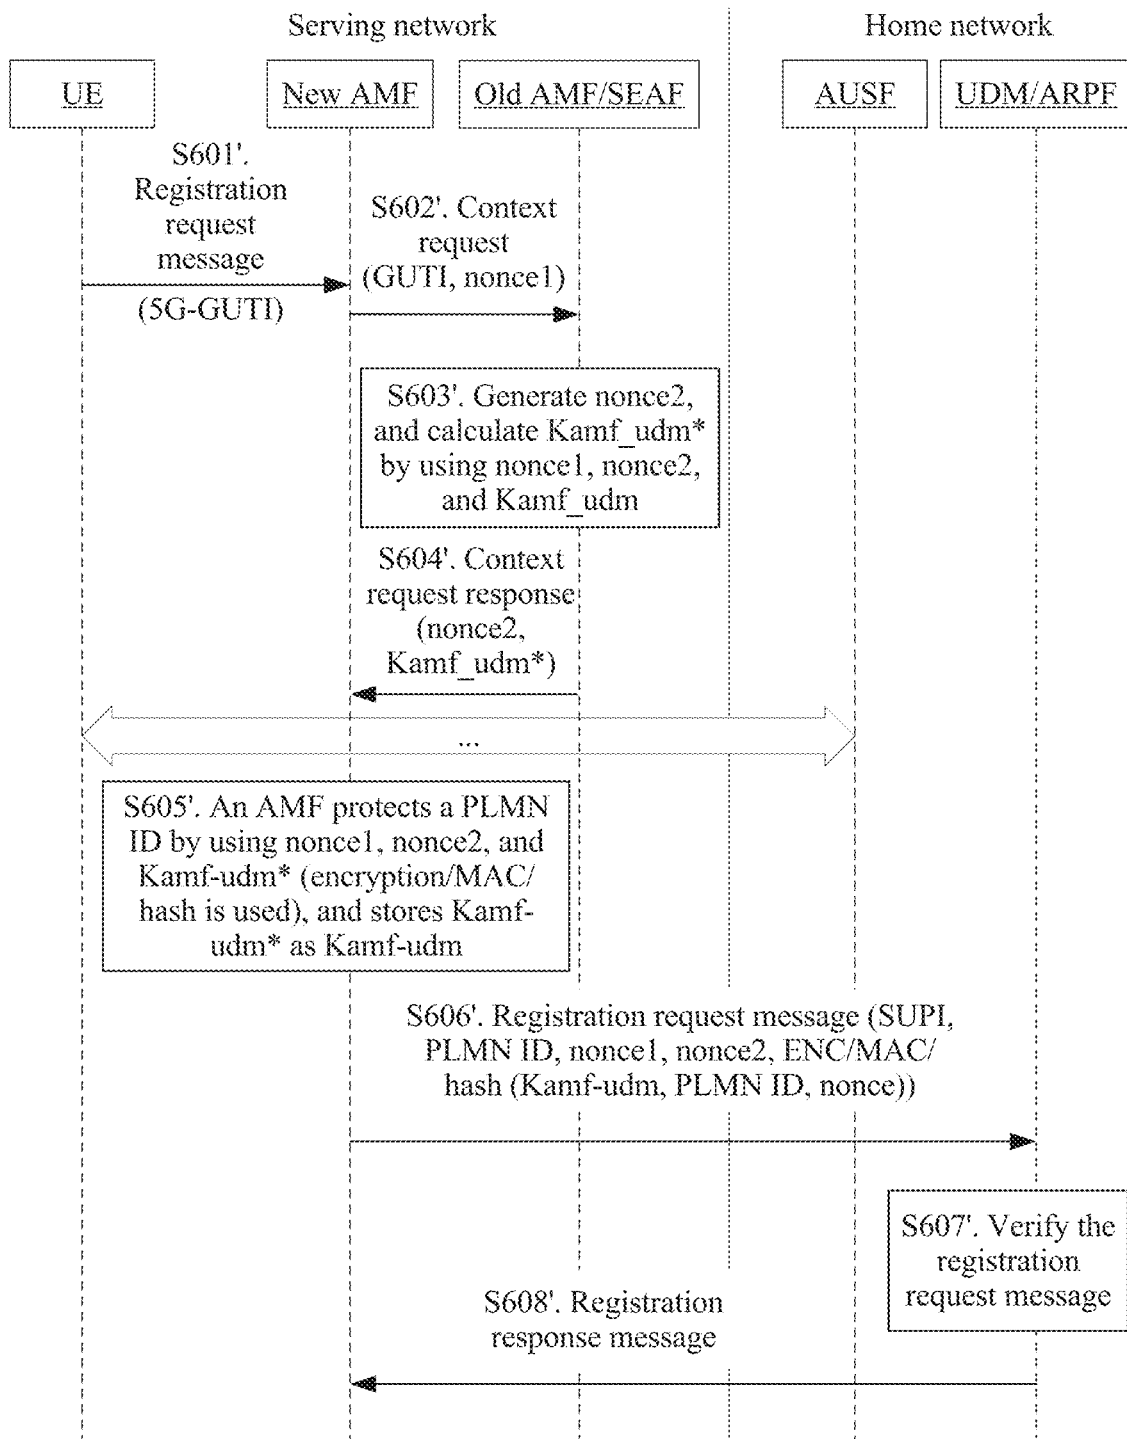 Serving network
Home network
UE
New AMF
Old AMF/SEAF
AUSF
UDM/ARPF
S601'.
Registration
request
message
(5G-GUTI)
S602'. Context
request
(GUTI, nonce1)
S603'. Generate nonce2,
and calculate Kamf_udm*
by using nonce1, nonce2,
and Kamf_udm
S604'. Context
request response
(nonce2,
Kamf_udm*)
...
S605'. An AMF protects a PLMN
ID by using nonce1, nonce2, and
Kamf-udm* (encryption/MAC/
hash is used), and stores Kamf-
udm* as Kamf-udm
S606'. Registration request message (SUPI,
PLMN ID, nonce1, nonce2, ENC/MAC/
hash (Kamf-udm, PLMN ID, nonce))
S607'. Verify the
registration
request message
S608'. Registration
response message